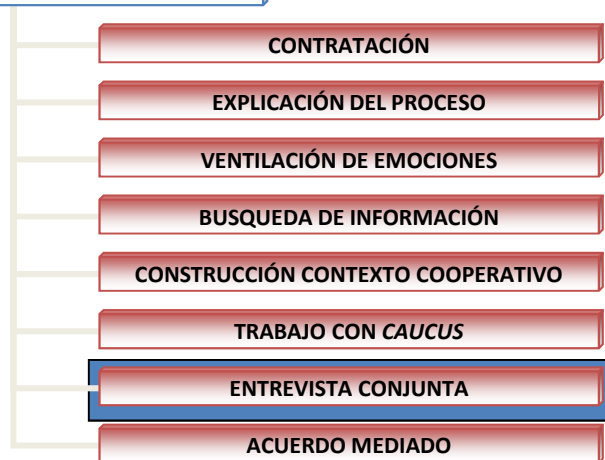 CONTRATACIÓN
EXPLICACIÓN DEL PROCESO
VENTILACIÓN DE EMOCIONES
BUSQUEDA DE INFORMACIÓN
CONSTRUCCIÓN CONTEXTO COOPERATIVO
TRABAJO CON CAUCUS
ENTREVISTA CONJUNTA
ACUERDO MEDIADO